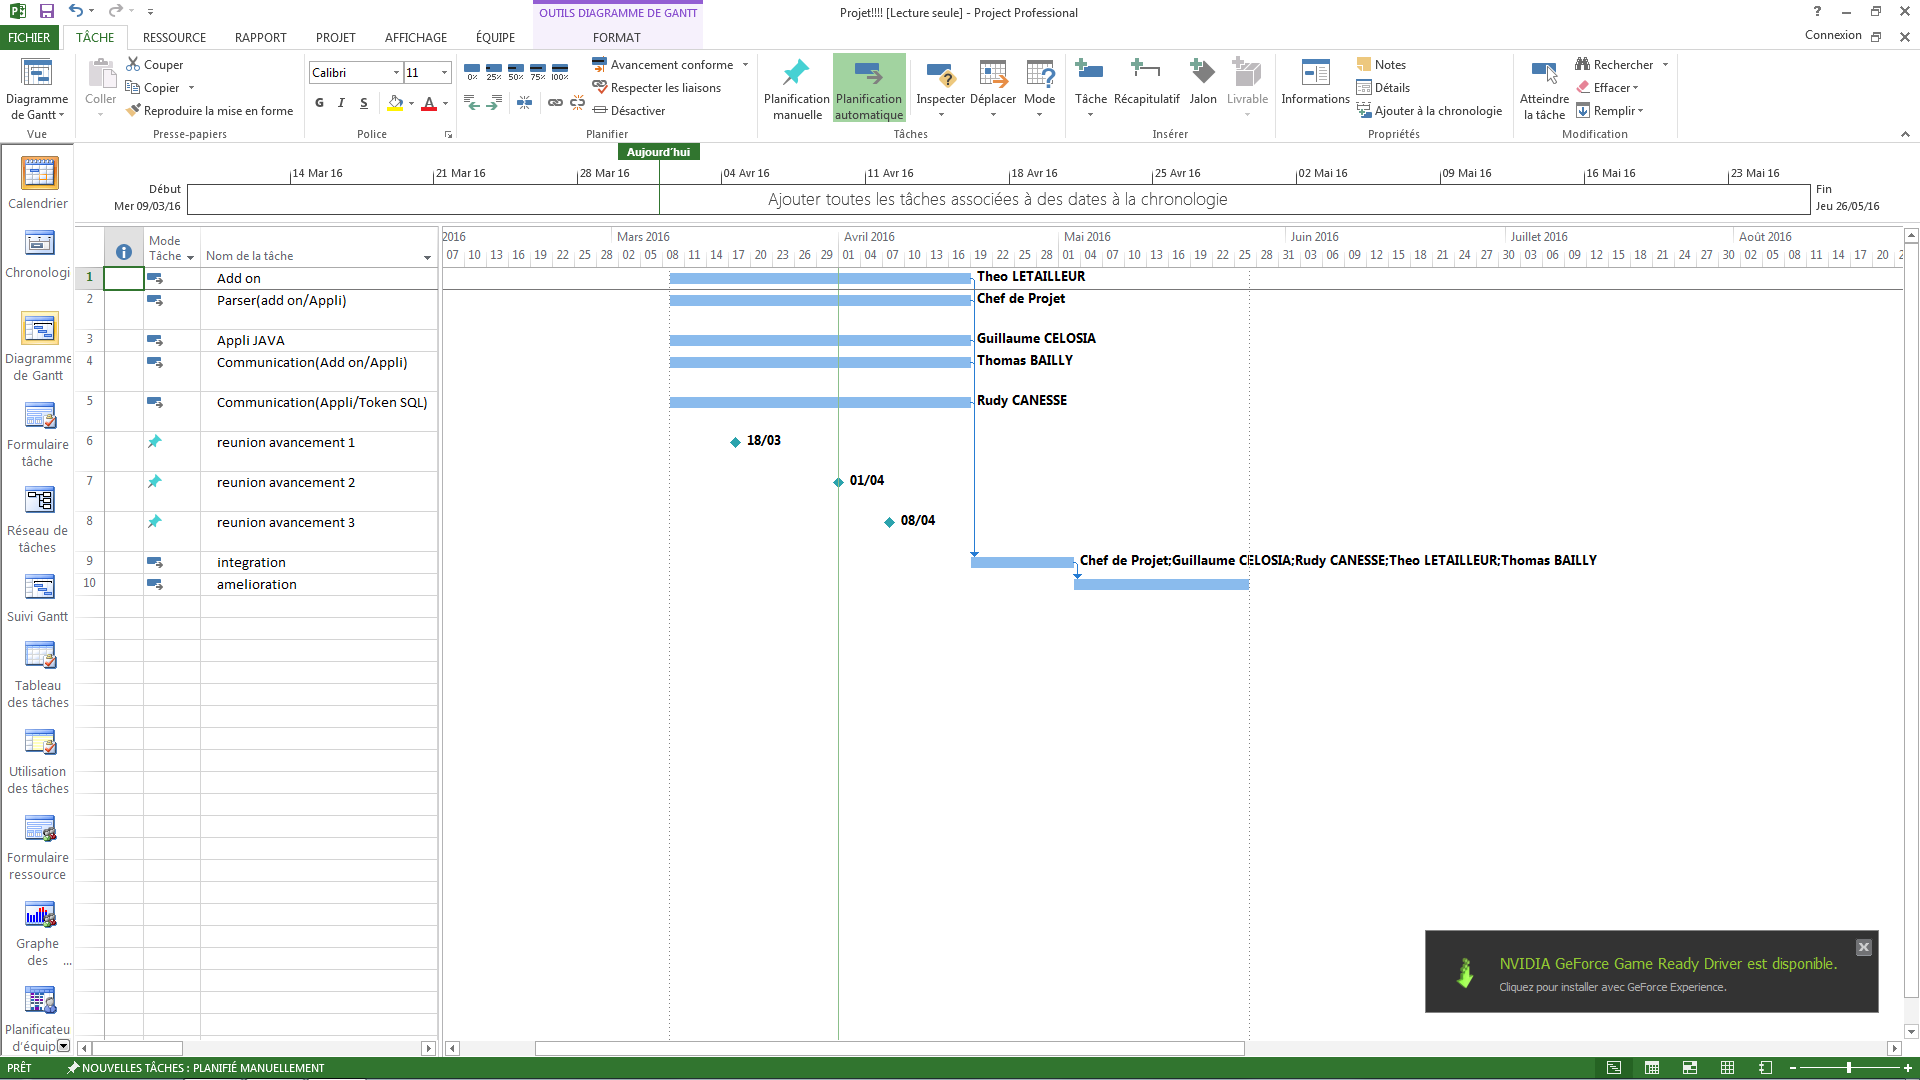 OUTILS DIAGRAMME DE GANTT
Projet!!!! [Lecture seule] - Project Professional
FICHIER TÂCHE RESSOURCE RAPPORT PROJET AFFICHAGE ÉQUIPE FORMAT Connexion
Diagramme de Gantt
Vue
Coller
Couper
Copier
Reproduire la mise en forme
Presse-papiers
Calibri 11
G I S A
Police
0% 25% 50% 75% 100%
Avancement conforme
Respecter les liaisons
Désactiver
Planifier
Planification manuelle
Planification automatique
Inspecter
Déplacer
Mode
Tâches
Tâche
Récapitulatif
Jalon
Livrable
Insérer
Informations
Notes
Détails
Ajouter à la chronologie
Propriétés
Atteindre la tâche
Rechercher
Effacer
Remplir
Modification
Aujourd'hui
14 Mar 16 21 Mar 16 28 Mar 16 04 Avr 16 11 Avr 16 18 Avr 16 25 Avr 16 02 Mai 16 09 Mai 16 16 Mai 16 23 Mai 16
Début
Mer 09/03/16
Ajouter toutes les tâches associées à des dates à la chronologie
Fin
Jeu 26/05/16
Calendrier
Chronologi
Diagramme
de Gantt
Formulaire
tâche
Réseau de
tâches
Suivi Gantt
Tableau
des tâches
Utilisation
des tâches
Formulaire
ressource
Graphe
des ...
Planificateu
d'équip
Mode
Tâche
Nom de la tâche
2016 Mars 2016 Avril 2016 Mai 2016 Juin 2016 Juillet 2016 Août 2016
07 10 13 16 19 22 25 28 02 05 08 11 14 17 20 23 26 29 01 04 07 10 13 16 19 22 25 28 01 04 07 10 13 16 19 22 25 28 31 03 06 09 12 15 18 21 24 27 30 03 06 09 12 15 18 21 24 27 30 02 05 08 11 14 17 20
1 Add on Theo LETAILLEUR
2 Parser(add on/Appli) Chef de Projet
3 Appli JAVA Guillaume CELOSIA
4 Communication(Add on/Appli) Thomas BAILLY
5 Communication(Appli/Token SQL) Rudy CANESSE
6 reunion avancement 1 18/03
7 reunion avancement 2 01/04
8 reunion avancement 3 08/04
9 integration Chef de Projet;Guillaume CELOSIA;Rudy CANESSE;Theo LETAILLEUR;Thomas BAILLY
10 amelioration
NVIDIA GeForce Game Ready Driver est disponible.
Cliquez pour installer avec GeForce Experience.
PRÊT NOUVELLES TÂCHES : PLANIFIÉ MANUELLEMENT